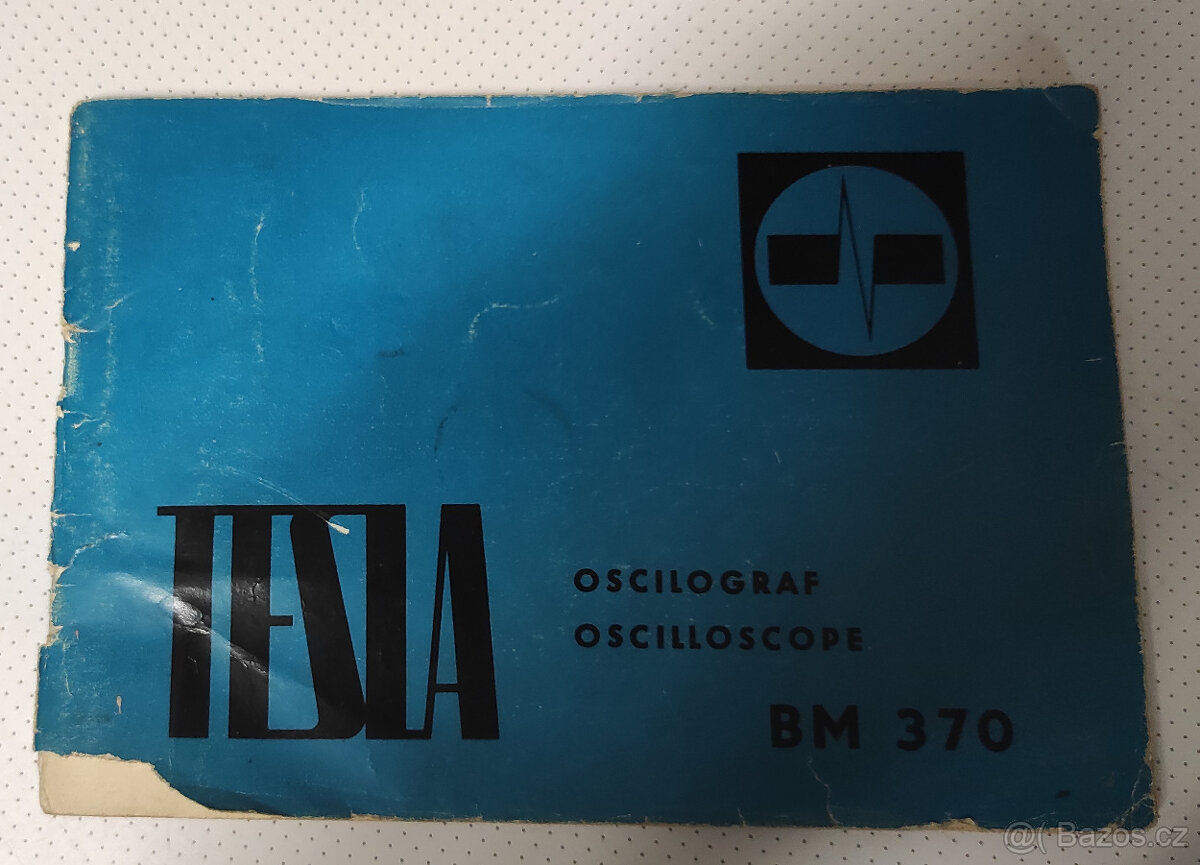 TESLA
OSCILOGRAF
OSCILLOSCOPE
BM 370
@( Bazos.cz